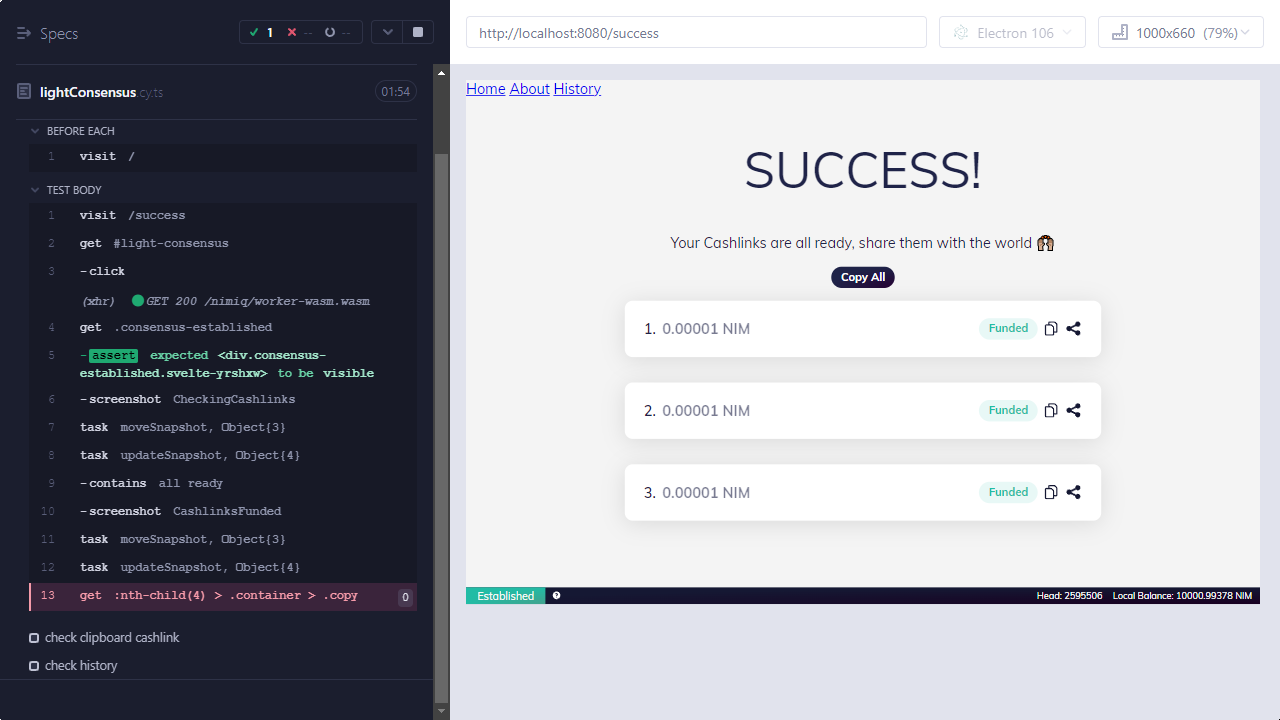 Specs
1
--
--
lightConsensus.cy.ts
01:54
BEFORE EACH
1 visit /
TEST BODY
1 visit /success
2 get #light-consensus
3 -click
(xhr) GET 200 /nimiq/worker-wasm.wasm
4 get .consensus-established
5 -assert expected <div.consensus-
established.svelte-yrshxw> to be visible
6 -screenshot CheckingCashlinks
7 task moveSnapshot, Object{3}
8 task updateSnapshot, Object{4}
9 -contains all ready
10 -screenshot CashlinksFunded
11 task moveSnapshot, Object{3}
12 task updateSnapshot, Object{4}
13 get :nth-child(4) > .container > .copy 0
check clipboard cashlink
check history
http://localhost:8080/success
Electron 106
1000x660 (79%)
Home About History
SUCCESS!
Your Cashlinks are all ready, share them with the world
Copy All
1. 0.00001 NIM Funded
2. 0.00001 NIM Funded
3. 0.00001 NIM Funded
Established ? Head: 2595506 Local Balance: 10000.99378 NIM